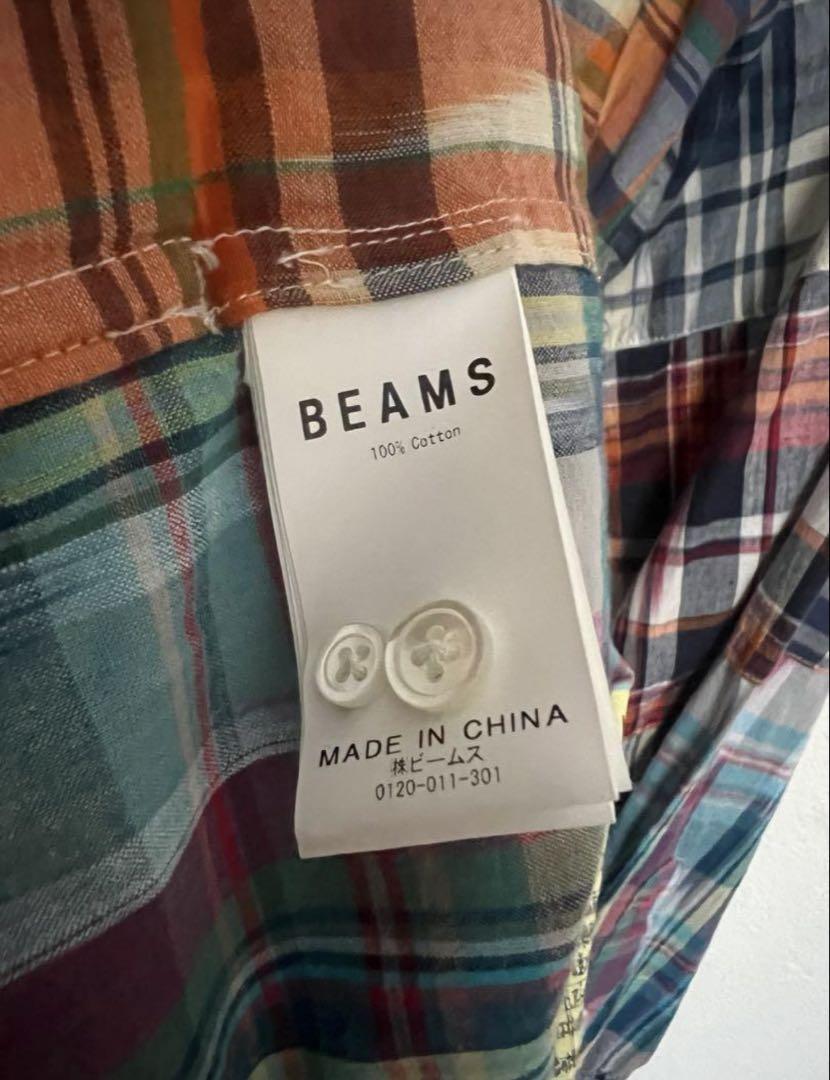 BEAMS
100% Cotton
MADE IN CHINA
㈱ビームス
0120-011-301